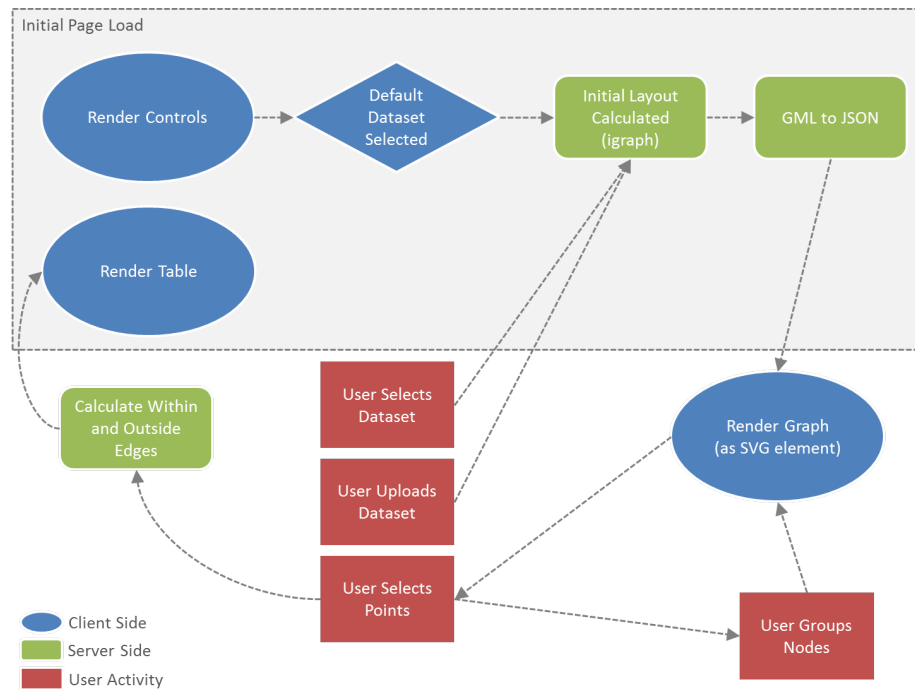 Initial Page Load
Render Controls
Default
Dataset
Selected
Initial Layout
Calculated
(igraph)
GML to JSON
Render Table
User Selects
Dataset
Calculate Within
and Outside
Edges
Render Graph
(as SVG element)
User Uploads
Dataset
User Selects
Points
User Groups
Nodes
Client Side
Server Side
User Activity